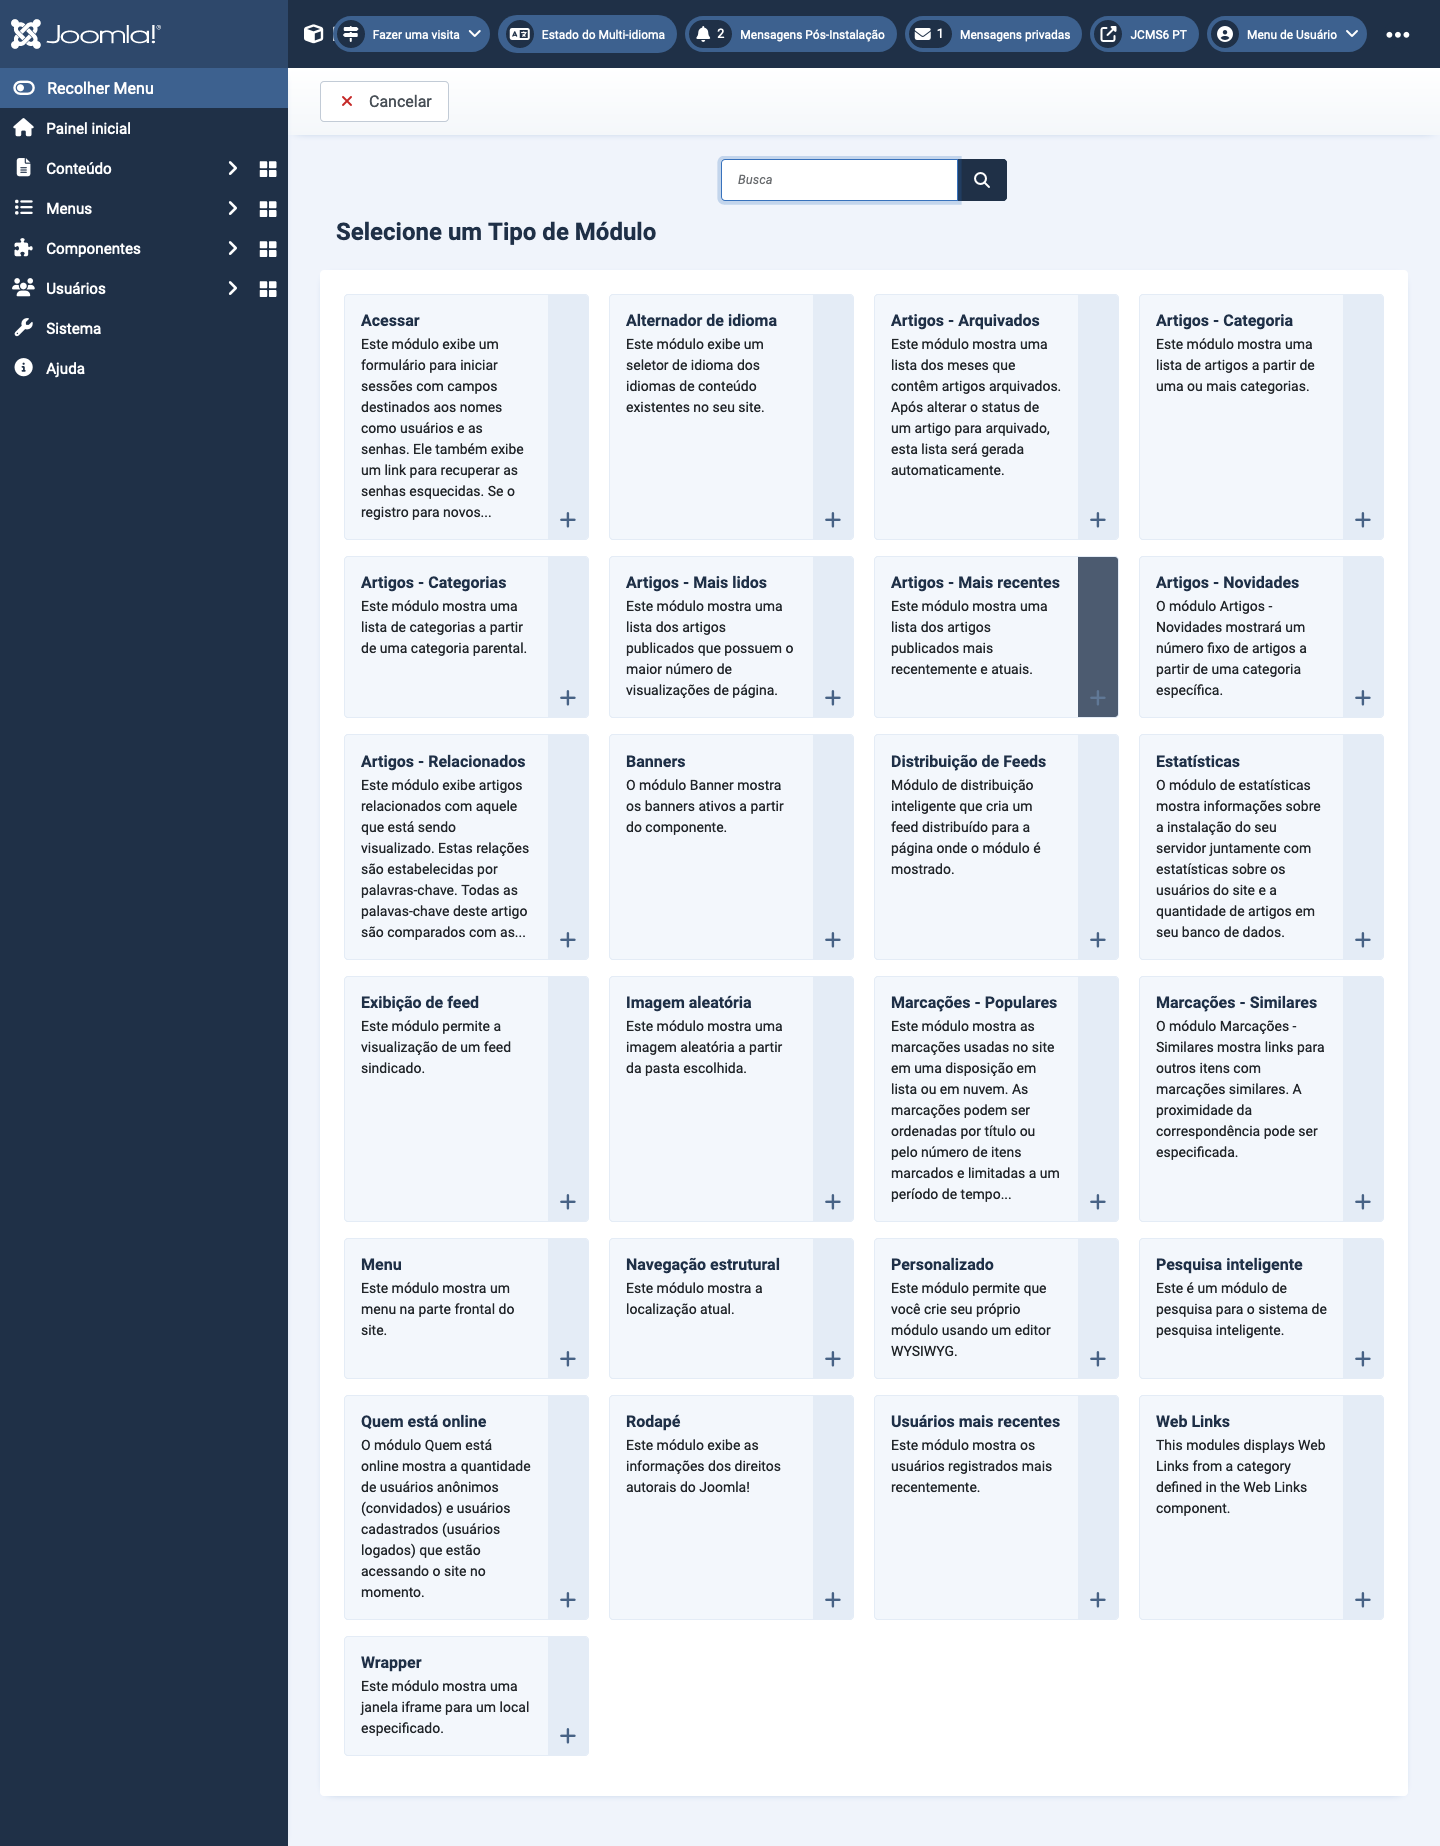 Joomla!®
Fazer uma visita
Estado do Multi-idioma
2 Mensagens Pós-Instalação
1 Mensagens privadas
JCMS6 PT
Menu de Usuário
Recolher Menu
Painel inicial
Conteúdo
Menus
Componentes
Usuários
Sistema
Ajuda
Cancelar
Busca
Selecione um Tipo de Módulo
Acessar
Este módulo exibe um
formulário para iniciar
sessões com campos
destinados aos nomes
como usuários e as
senhas. Ele também exibe
um link para recuperar as
senhas esquecidas. Se o
registro para novos...
Alternador de idioma
Este módulo exibe um
seletor de idioma dos
idiomas de conteúdo
existentes no seu site.
Artigos - Arquivados
Este módulo mostra uma
lista dos meses que
contêm artigos arquivados.
Após alterar o status de
um artigo para arquivado,
esta lista será gerada
automaticamente.
Artigos - Categoria
Este módulo mostra uma
lista de artigos a partir de
uma ou mais categorias.
Artigos - Categorias
Este módulo mostra uma
lista de categorias a partir
de uma categoria parental.
Artigos - Mais lidos
Este módulo mostra uma
lista dos artigos
publicados que possuem o
maior número de
visualizações de página.
Artigos - Mais recentes
Este módulo mostra uma
lista dos artigos
publicados mais
recentemente e atuais.
Artigos - Novidades
O módulo Artigos -
Novidades mostrará um
número fixo de artigos a
partir de uma categoria
específica.
Artigos - Relacionados
Este módulo exibe artigos
relacionados com aquele
que está sendo
visualizado. Estas relações
são estabelecidas por
palavras-chave. Todas as
palavas-chave deste artigo
são comparados com as...
Banners
O módulo Banner mostra
os banners ativos a partir
do componente.
Distribuição de Feeds
Módulo de distribuição
inteligente que cria um
feed distribuído para a
página onde o módulo é
mostrado.
Estatísticas
O módulo de estatísticas
mostra informações sobre
a instalação do seu
servidor juntamente com
estatísticas sobre os
usuários do site e a
quantidade de artigos em
seu banco de dados.
Exibição de feed
Este módulo permite a
visualização de um feed
sindicado.
Imagem aleatória
Este módulo mostra uma
imagem aleatória a partir
da pasta escolhida.
Marcações - Populares
Este módulo mostra as
marcações usadas no site
em uma disposição em
lista ou em nuvem. As
marcações podem ser
ordenadas por título ou
pelo número de itens
marcados e limitadas a um
período de tempo...
Marcações - Similares
O módulo Marcações -
Similares mostra links para
outros itens com
marcações similares. A
proximidade da
correspondência pode ser
especificada.
Menu
Este módulo mostra um
menu na parte frontal do
site.
Navegação estrutural
Este módulo mostra a
localização atual.
Personalizado
Este módulo permite que
você crie seu próprio
módulo usando um editor
WYSIWYG.
Pesquisa inteligente
Este é um módulo de
pesquisa para o sistema de
pesquisa inteligente.
Quem está online
O módulo Quem está
online mostra a quantidade
de usuários anônimos
(convidados) e usuários
cadastrados (usuários
logados) que estão
acessando o site no
momento.
Rodapé
Este módulo exibe as
informações dos direitos
autorais do Joomla!
Usuários mais recentes
Este módulo mostra os
usuários registrados mais
recentemente.
Web Links
This modules displays Web
Links from a category
defined in the Web Links
component.
Wrapper
Este módulo mostra uma
janela iframe para um local
especificado.